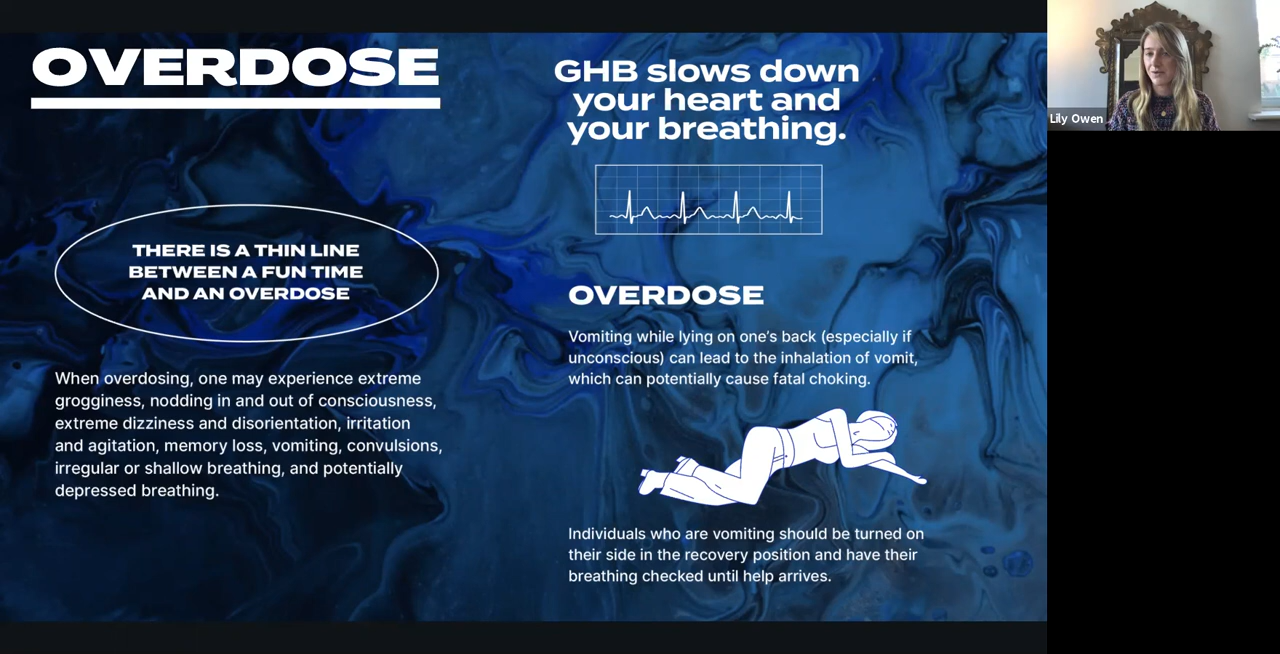 OVERDOSE
THERE IS A THIN LINE
BETWEEN A FUN TIME
AND AN OVERDOSE
When overdosing, one may experience extreme
grogginess, nodding in and out of consciousness,
extreme dizziness and disorientation, irritation
and agitation, memory loss, vomiting, convulsions,
irregular or shallow breathing, and potentially
depressed breathing.
GHB slows down
your heart and
your breathing.
OVERDOSE
Vomiting while lying on one’s back (especially if
unconscious) can lead to the inhalation of vomit,
which can potentially cause fatal choking.
Individuals who are vomiting should be turned on
their side in the recovery position and have their
breathing checked until help arrives.
Lily Owen